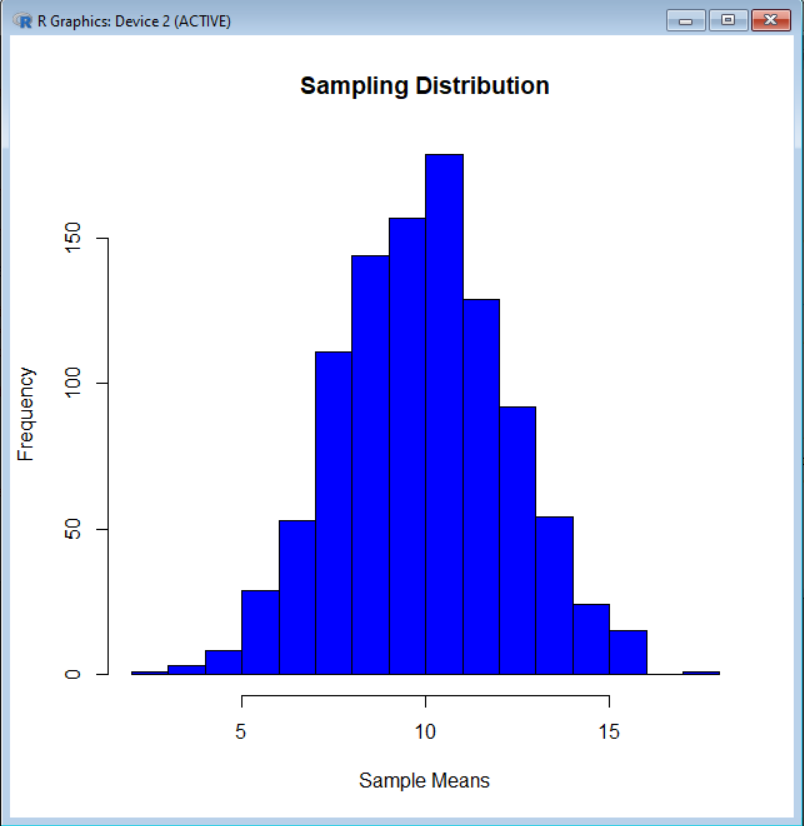 R Graphics: Device 2 (ACTIVE)
Sampling Distribution
Frequency
150
100
50
0
5 10 15
Sample Means